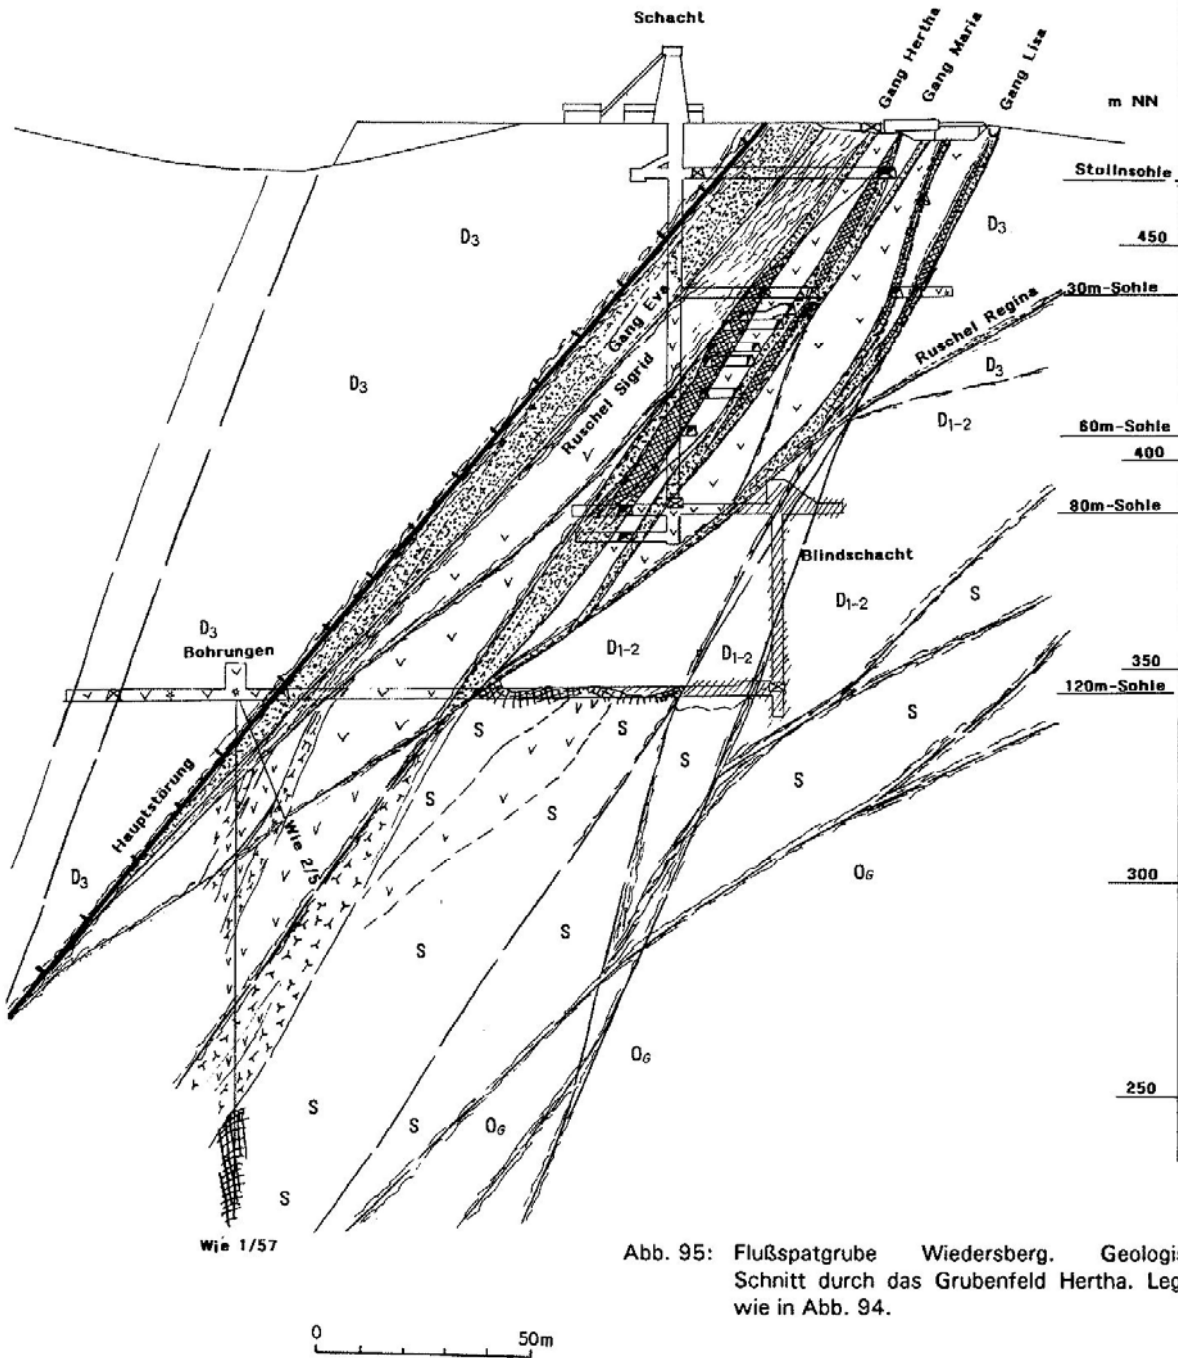 Schacht
Gang Hertha
Gang Maria
Gang Lisa
m NN
Stollnsohle
D3
D3
450
Gang Eva
30m-Sohle
Ruschel Regina
Ruschel Sigrid
D3
D3
D1-2
60m-Sohle
400
80m-Sohle
Blindschacht
D1-2
S
D3
Bohrungen
D1-2
D1-2
350
120m-Sohle
S
S
S
S
S
Hauptstörung
S
S
Wie 2/5
D3
OG
300
S
S
OG
250
S
S
OG
S
Wie 1/57
Abb. 95: Flußspatgrube Wiedersberg. Geologis
Schnitt durch das Grubenfeld Hertha. Leg
wie in Abb. 94.
0 50m